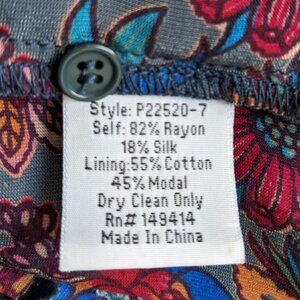 Style: P22520-7
Self: 82% Rayon
18% Silk
Lining:55% Cotton
45% Modal
Dry Clean Only
Rn# 149414
Made In China